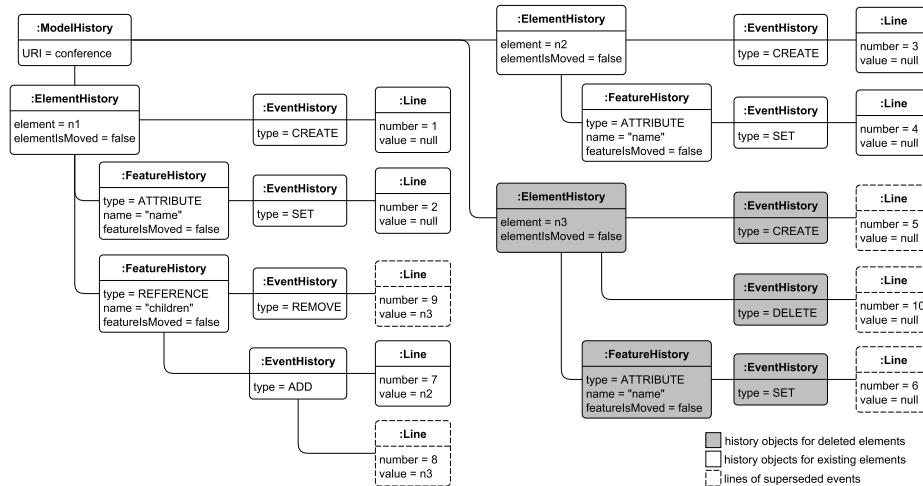 :ModelHistory
URI = conference
:ElementHistory
element = n1
elementIsMoved = false
:EventHistory
type = CREATE
:Line
number = 1
value = null
:FeatureHistory
type = ATTRIBUTE
name = "name"
featureIsMoved = false
:EventHistory
type = SET
:Line
number = 2
value = null
:FeatureHistory
type = REFERENCE
name = "children"
featureIsMoved = false
:EventHistory
type = REMOVE
:Line
number = 9
value = n3
:EventHistory
type = ADD
:Line
number = 7
value = n2
:Line
number = 8
value = n3
:ElementHistory
element = n2
elementIsMoved = false
:EventHistory
type = CREATE
:Line
number = 3
value = null
:FeatureHistory
type = ATTRIBUTE
name = "name"
featureIsMoved = false
:EventHistory
type = SET
:Line
number = 4
value = null
:ElementHistory
element = n3
elementIsMoved = false
:EventHistory
type = CREATE
:Line
number = 5
value = null
:EventHistory
type = DELETE
:Line
number = 10
value = null
:FeatureHistory
type = ATTRIBUTE
name = "name"
featureIsMoved = false
:EventHistory
type = SET
:Line
number = 6
value = null
history objects for deleted elements
history objects for existing elements
lines of superseded events